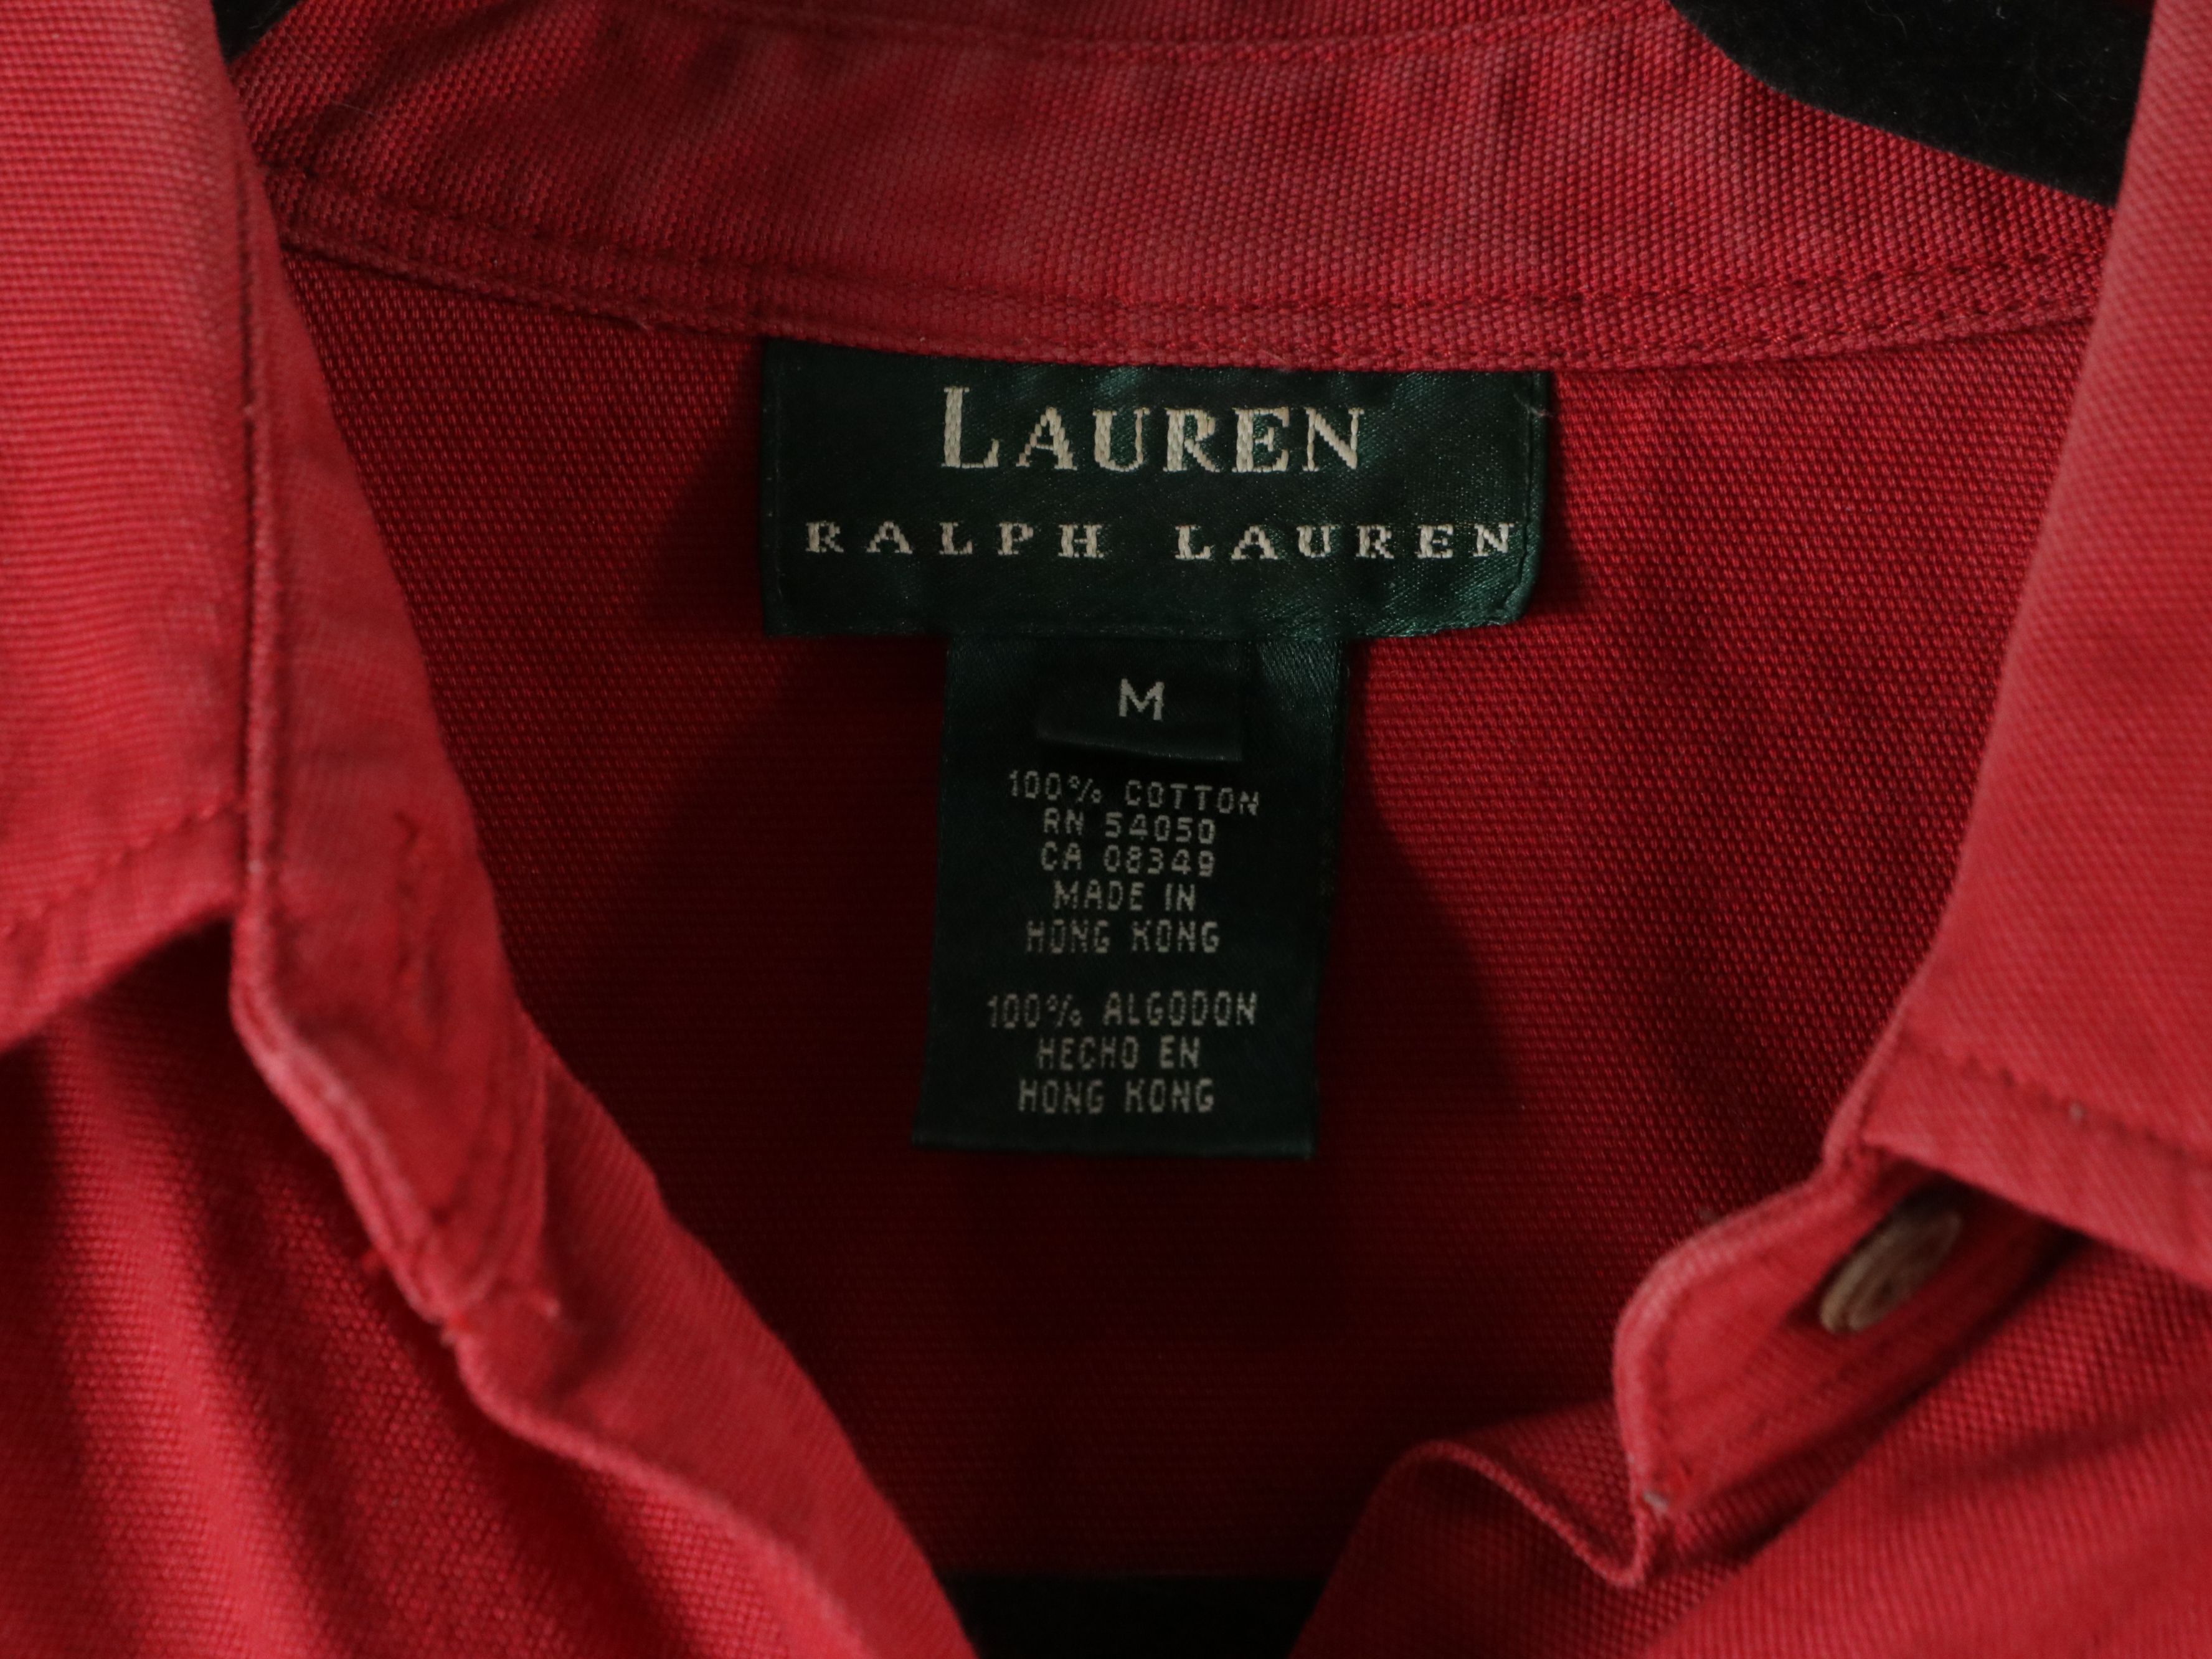 LAUREN
RALPH LAUREN
M
100% COTTON
RN 54050
CA 08349
MADE IN
HONG KONG
100% ALGODON
HECHO EN
HONG KONG